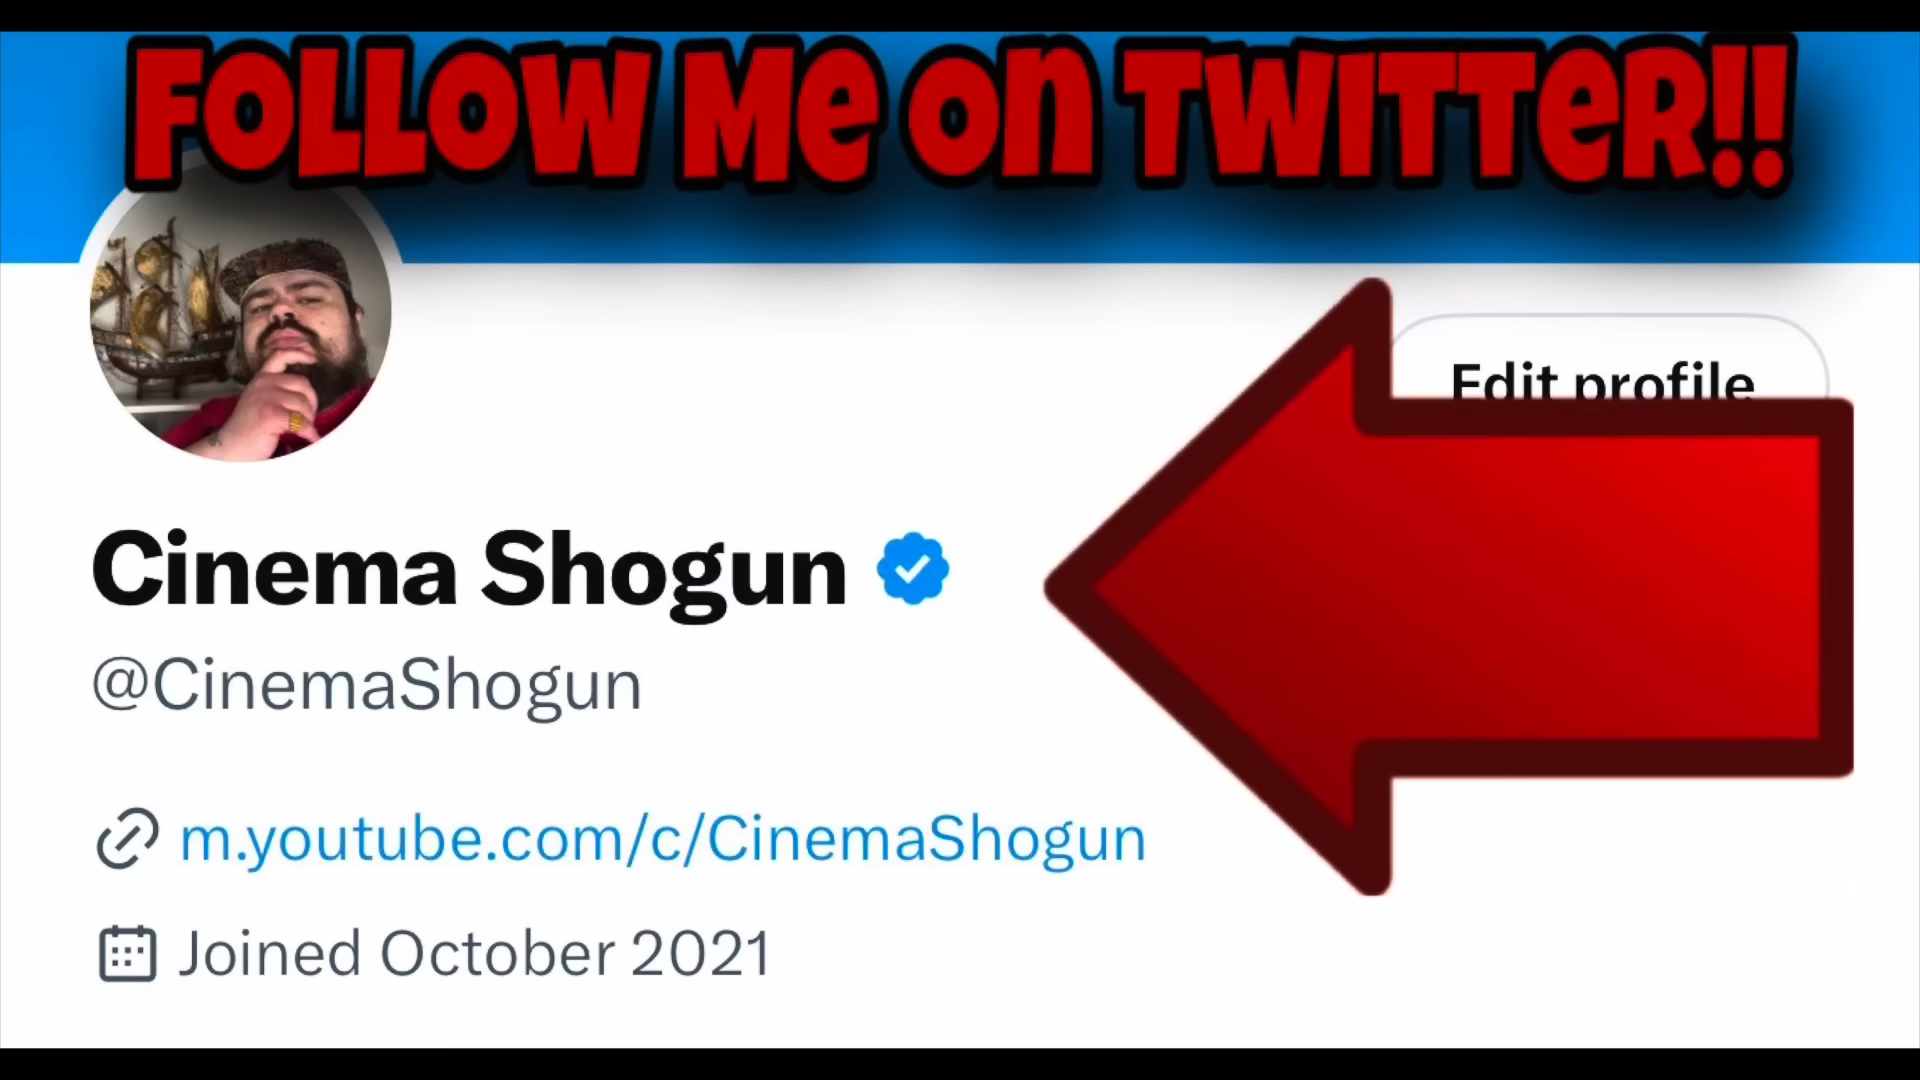 FOLLOW Me on TWITTeR!!
Edit profile
Cinema Shogun
@CinemaShogun
m.youtube.com/c/CinemaShogun
Joined October 2021